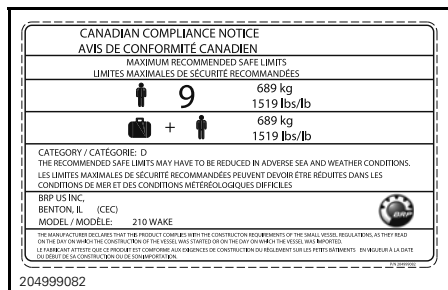 CANADIAN COMPLIANCE NOTICE
AVIS DE CONFORMITÉ CANADIEN
MAXIMUM RECOMMENDED SAFE LIMITS
LIMITES MAXIMALES DE SÉCURITÉ RECOMMANDÉES
9 689 kg
1519 lbs/lb
+ 689 kg
1519 lbs/lb
CATEGORY / CATÉGORIE: D
THE RECOMMENDED SAFE LIMITS MAY HAVE TO BE REDUCED IN ADVERSE SEA AND WEATHER CONDITIONS.
LES LIMITES MAXIMALES DE SÉCURITÉ RECOMMANDÉES PEUVENT DEVOIR ÊTRE RÉDUITES DANS LES
CONDITIONS DE MER ET DES CONDITIONS MÉTÉRÉOLOGIQUES DIFFICILES
BRP US INC,
BENTON, IL (CEC)
MODEL / MODÈLE: 210 WAKE
BRP
THE MANUFACTURER DECLARES THAT THIS PRODUCT COMPLIES WITH THE CONSTRUCTON REQUIREMENTS OF THE SMALL VESSEL REGULATIONS, AS THEY READ
ON THE DAY ON WHICH THE CONSTRUCTION OF THE VESSEL WAS STARTED OR ON THE DAY ON WHICH THE VESSEL WAS IMPORTED.
LE FABRICANT ATTESTE QUE CE PRODUIT EST CONFORME AUX EXIGENCES DE CONSTRUCTION DU RÈGLEMENT SUR LES PETITS BÂTIMENTS EN VIGUEUR À LA DATE
DU DÉBUT DE SA CONSTRUCTION OU DE SON IMPORTATION.
P/N 204999082
204999082